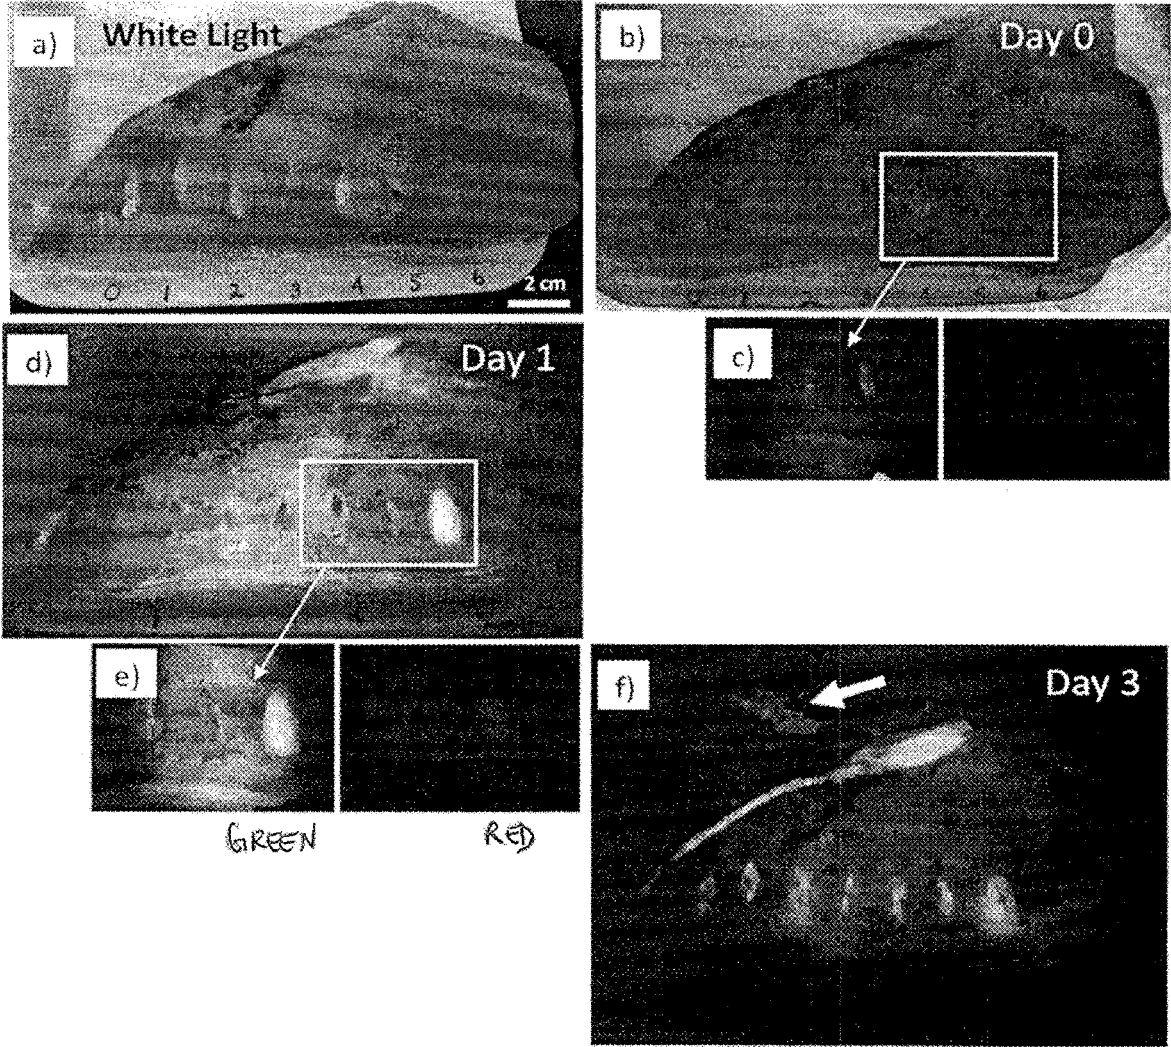 a) White Light
0 1 2 3 4 5 6
2 cm
b) Day 0
c)
d) Day 1
e)
GREEN RED
f) Day 3